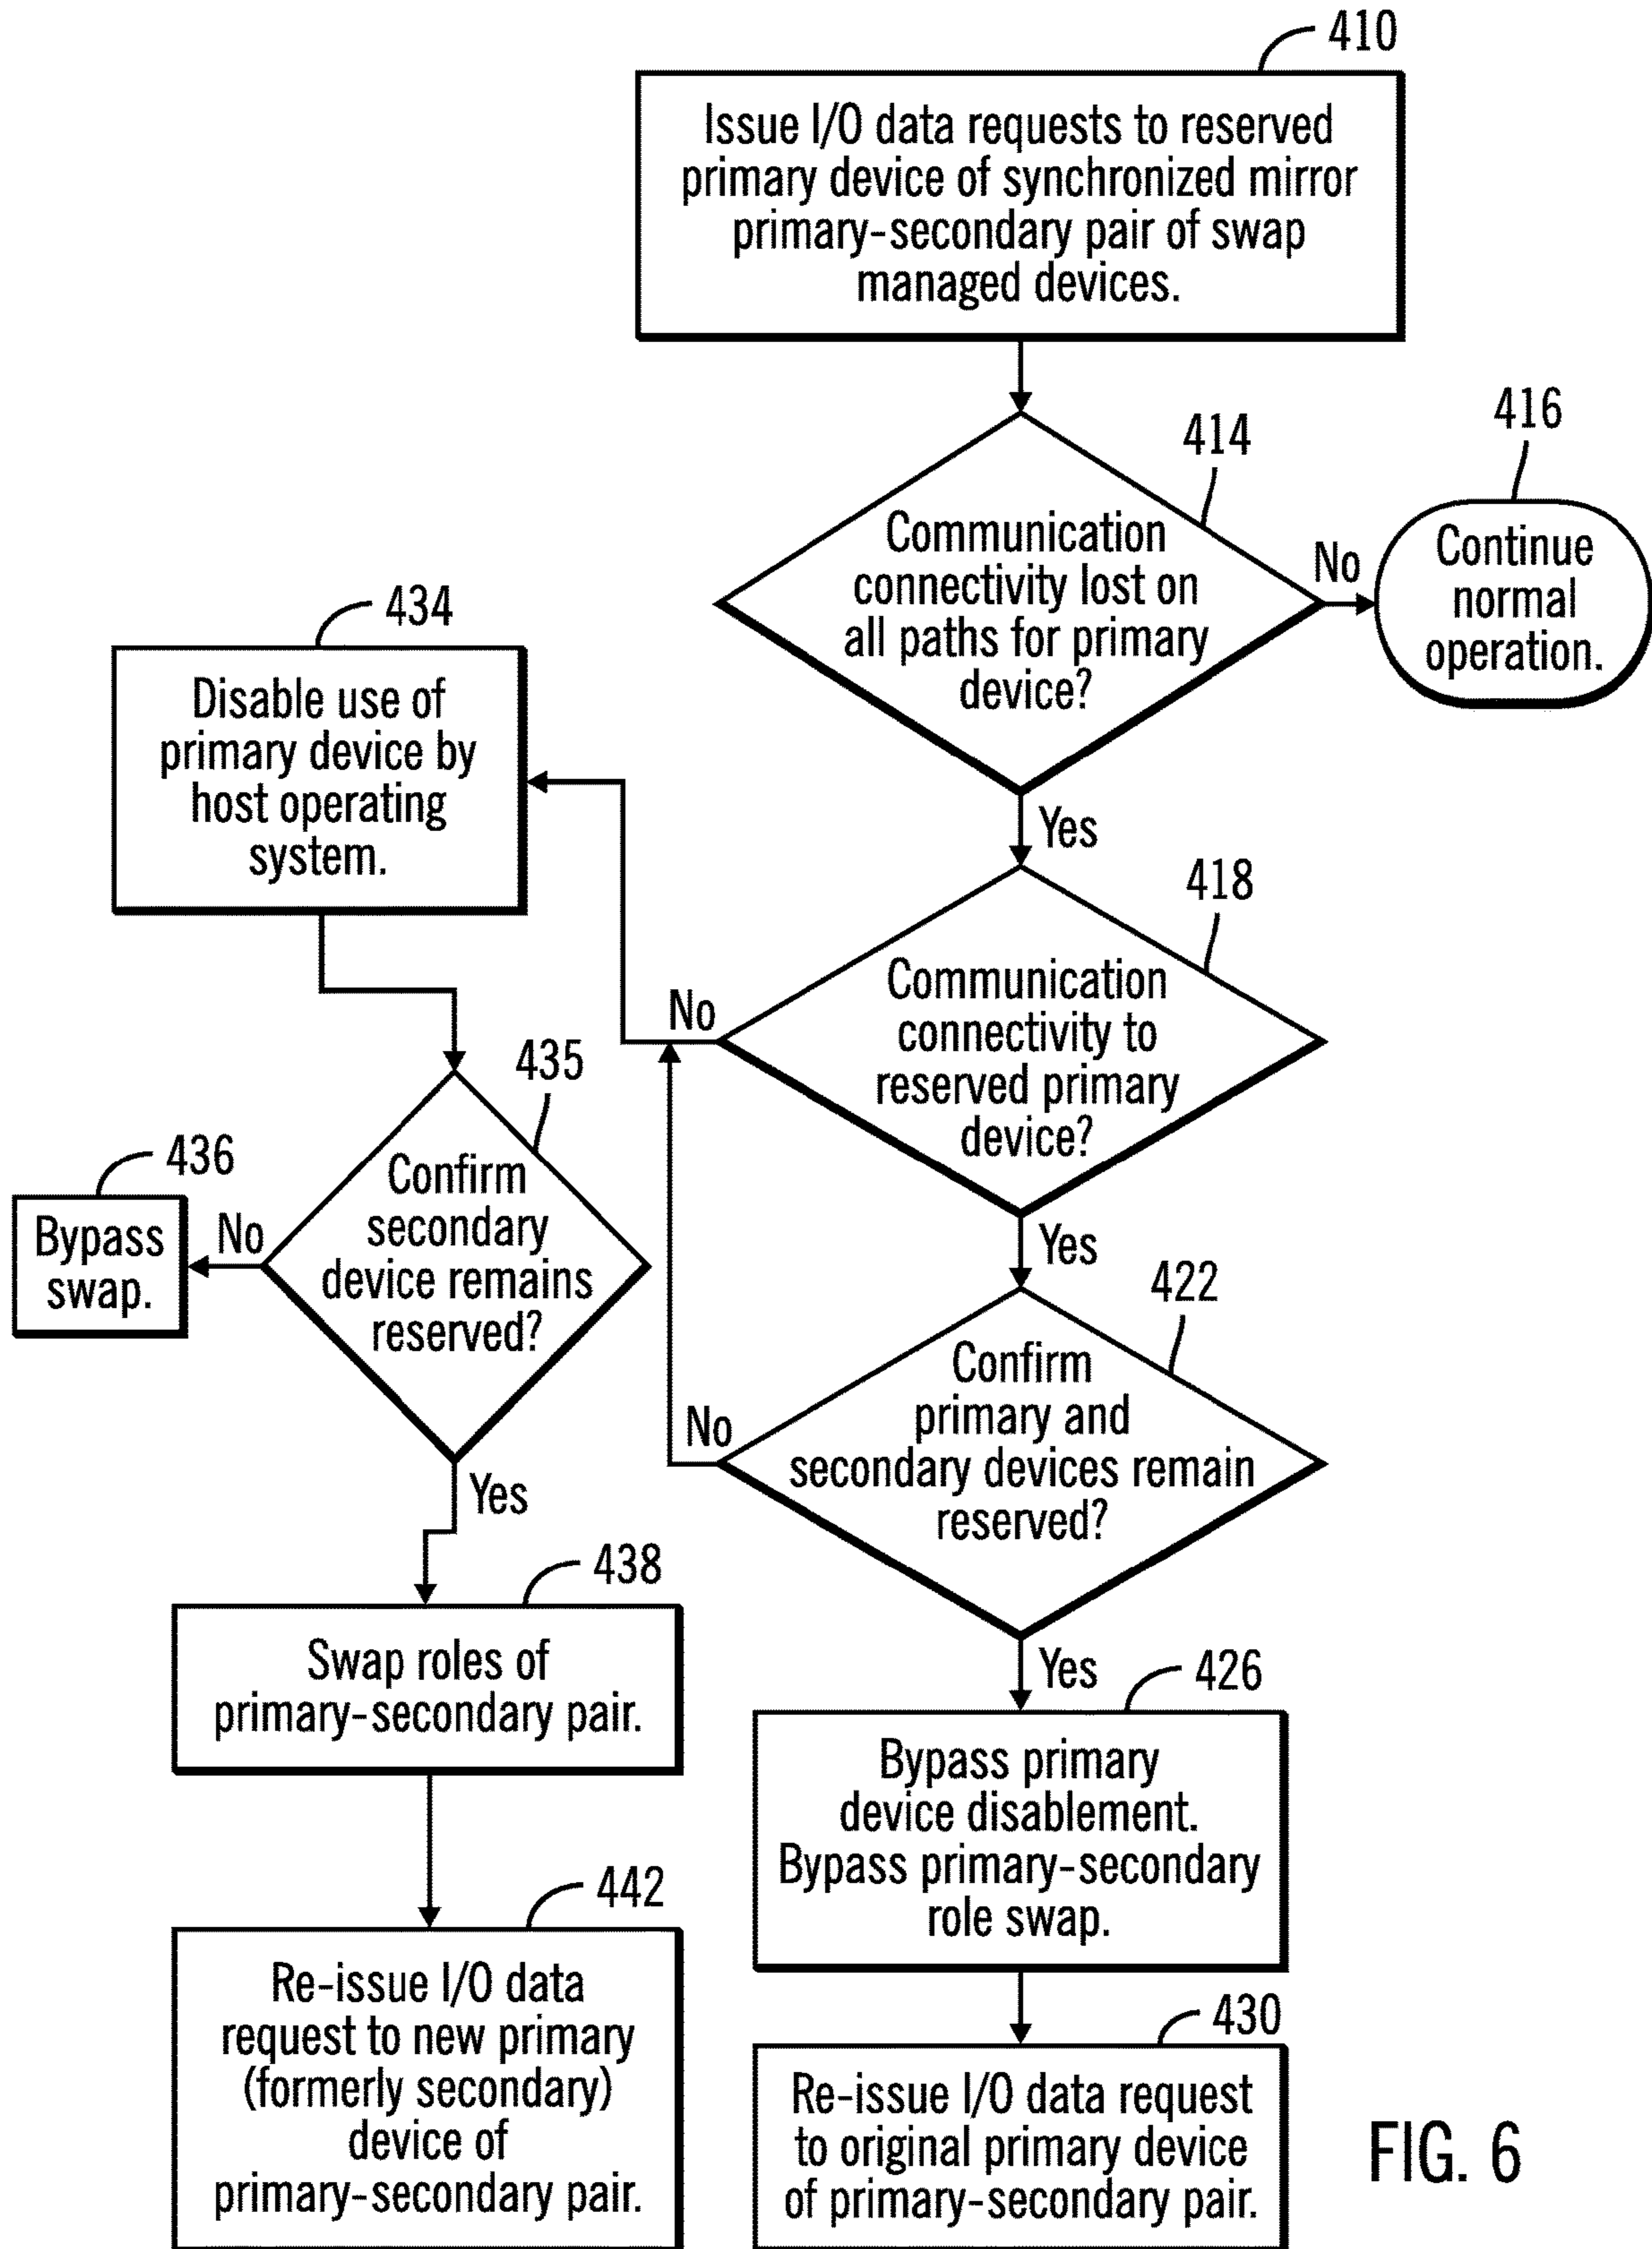 410
Issue I/O data requests to reserved
primary device of synchronized mirror
primary-secondary pair of swap
managed devices.
414
Communication
connectivity lost on
all paths for primary
device?
No
416
Continue
normal
operation.
Yes
418
Communication
connectivity to
reserved primary
device?
No
434
Disable use of
primary device by
host operating
system.
Yes
422
Confirm
primary and
secondary devices remain
reserved?
No
435
Confirm
secondary
device remains
reserved?
No
436
Bypass
swap.
Yes
438
Swap roles of
primary-secondary pair.
442
Re-issue I/O data
request to new primary
(formerly secondary)
device of
primary-secondary pair.
Yes
426
Bypass primary
device disablement.
Bypass primary-secondary
role swap.
430
Re-issue I/O data request
to original primary device
of primary-secondary pair.
FIG. 6